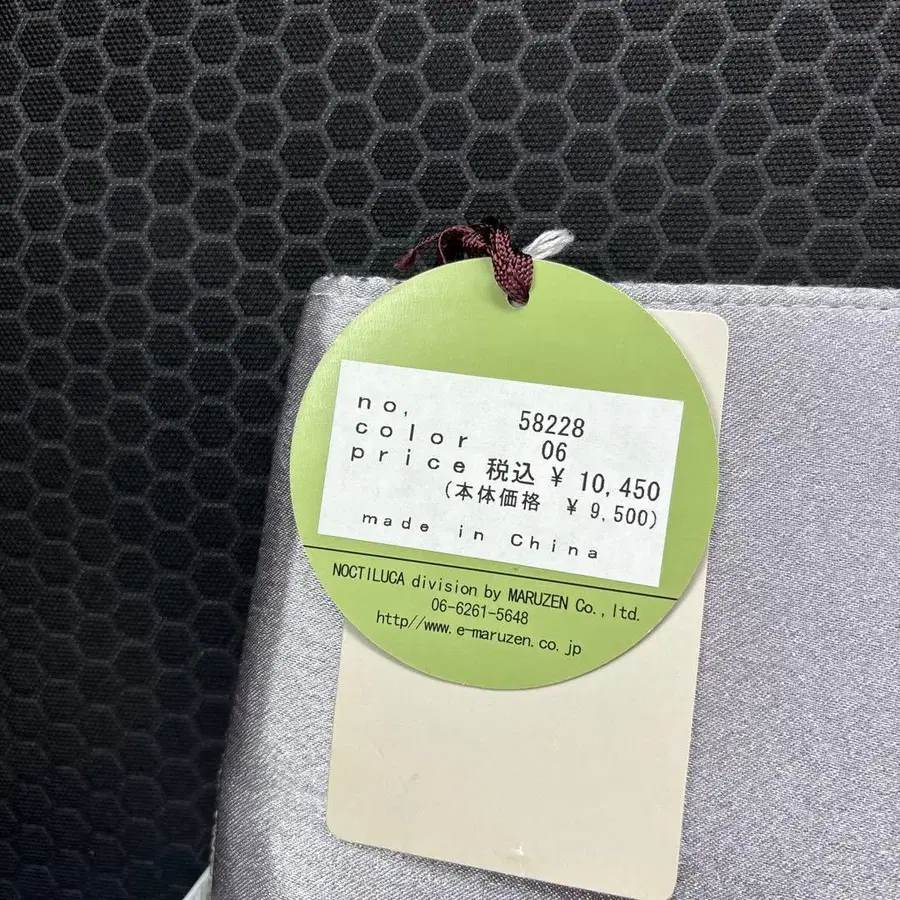 no, 58228
color 06
price 税込 ¥ 10,450
(本体価格 ¥ 9,500)
made in China
NOCTILUCA division by MARUZEN Co., ltd.
06-6261-5648
http//www.e-maruzen.co.jp